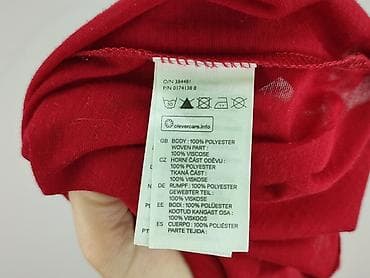 O/N 384481
P/N 0174138 8
30
clevercare.info
GB BODY : 100% POLYESTER
WOVEN PART :
100% VISCOSE
CZ HORNÍ ČÁST ODĚVU :
100% POLYESTER
TKANÁ ČÁST :
100% VISKÓZA
DE RUMPF : 100% POLYESTER
GEWEBTER TEIL :
100% VISKOSE
EE BODI : 100% POLÜESTER
KOOTUD KANGAST OSA :
100% VISKOOS
ES CUERPO : 100% POLIÉSTER
PARTE TEJIDA :